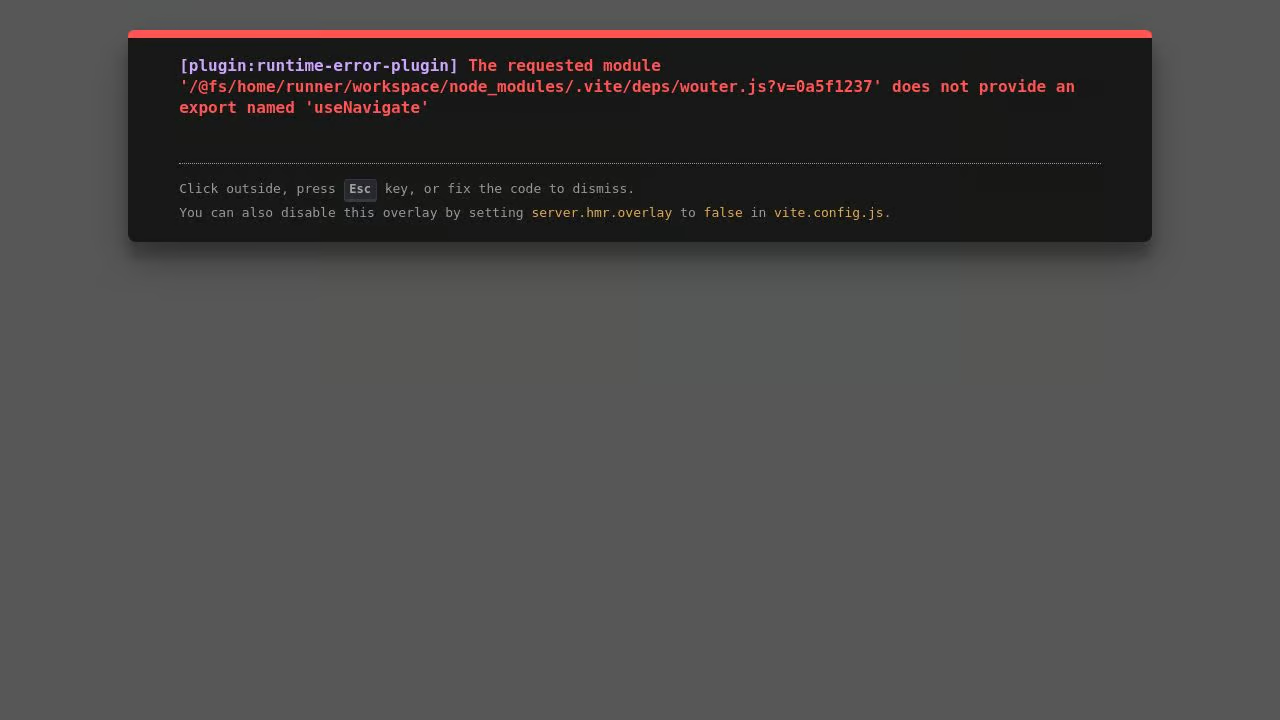 [plugin:runtime-error-plugin] The requested module
'/@fs/home/runner/workspace/node_modules/.vite/deps/wouter.js?v=0a5f1237' does not provide an
export named 'useNavigate'
Click outside, press Esc key, or fix the code to dismiss.
You can also disable this overlay by setting server.hmr.overlay to false in vite.config.js.